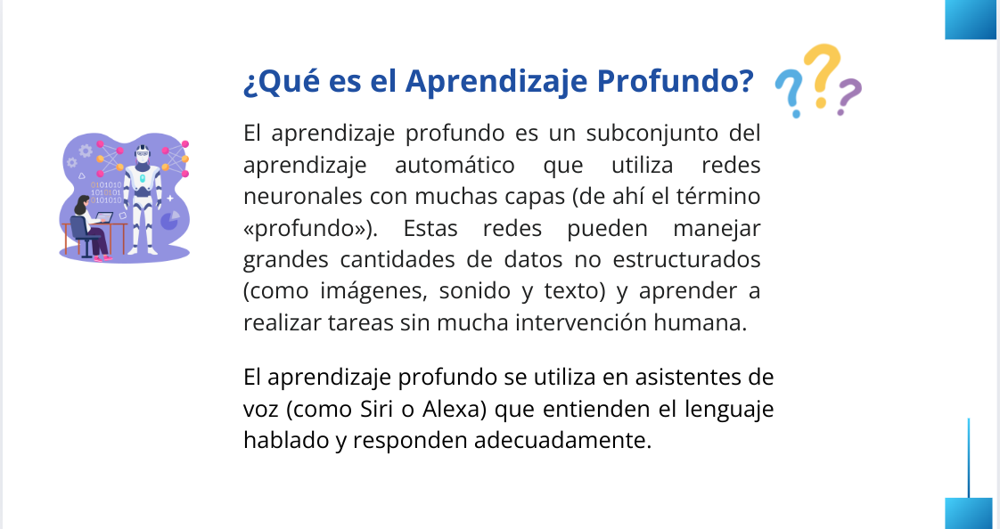 ¿Qué es el Aprendizaje Profundo?
El aprendizaje profundo es un subconjunto del
aprendizaje automático que utiliza redes
neuronales con muchas capas (de ahí el término
«profundo»). Estas redes pueden manejar
grandes cantidades de datos no estructurados
(como imágenes, sonido y texto) y aprender a
realizar tareas sin mucha intervención humana.
El aprendizaje profundo se utiliza en asistentes de
voz (como Siri o Alexa) que entienden el lenguaje
hablado y responden adecuadamente.
???
0101010
1010101
0101010